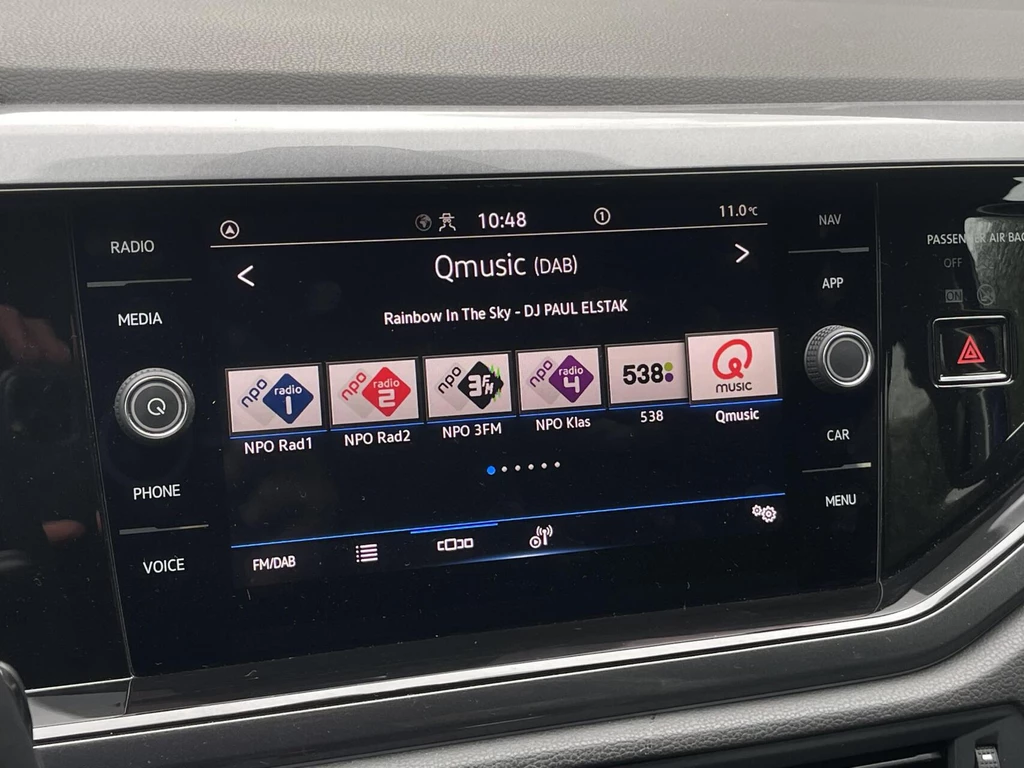 RADIO
MEDIA
PHONE
VOICE
10:48
1
11.0°C
Qmusic (DAB)
Rainbow In The Sky - DJ PAUL ELSTAK
npo radio 1
npo radio 2
npo 3FM
npo radio 4
538
Q MUSIC
NPO Rad1
NPO Rad2
NPO 3FM
NPO Klas
538
Qmusic
FM/DAB
NAV
APP
CAR
MENU
PASSENGER AIR BAG
OFF
ON